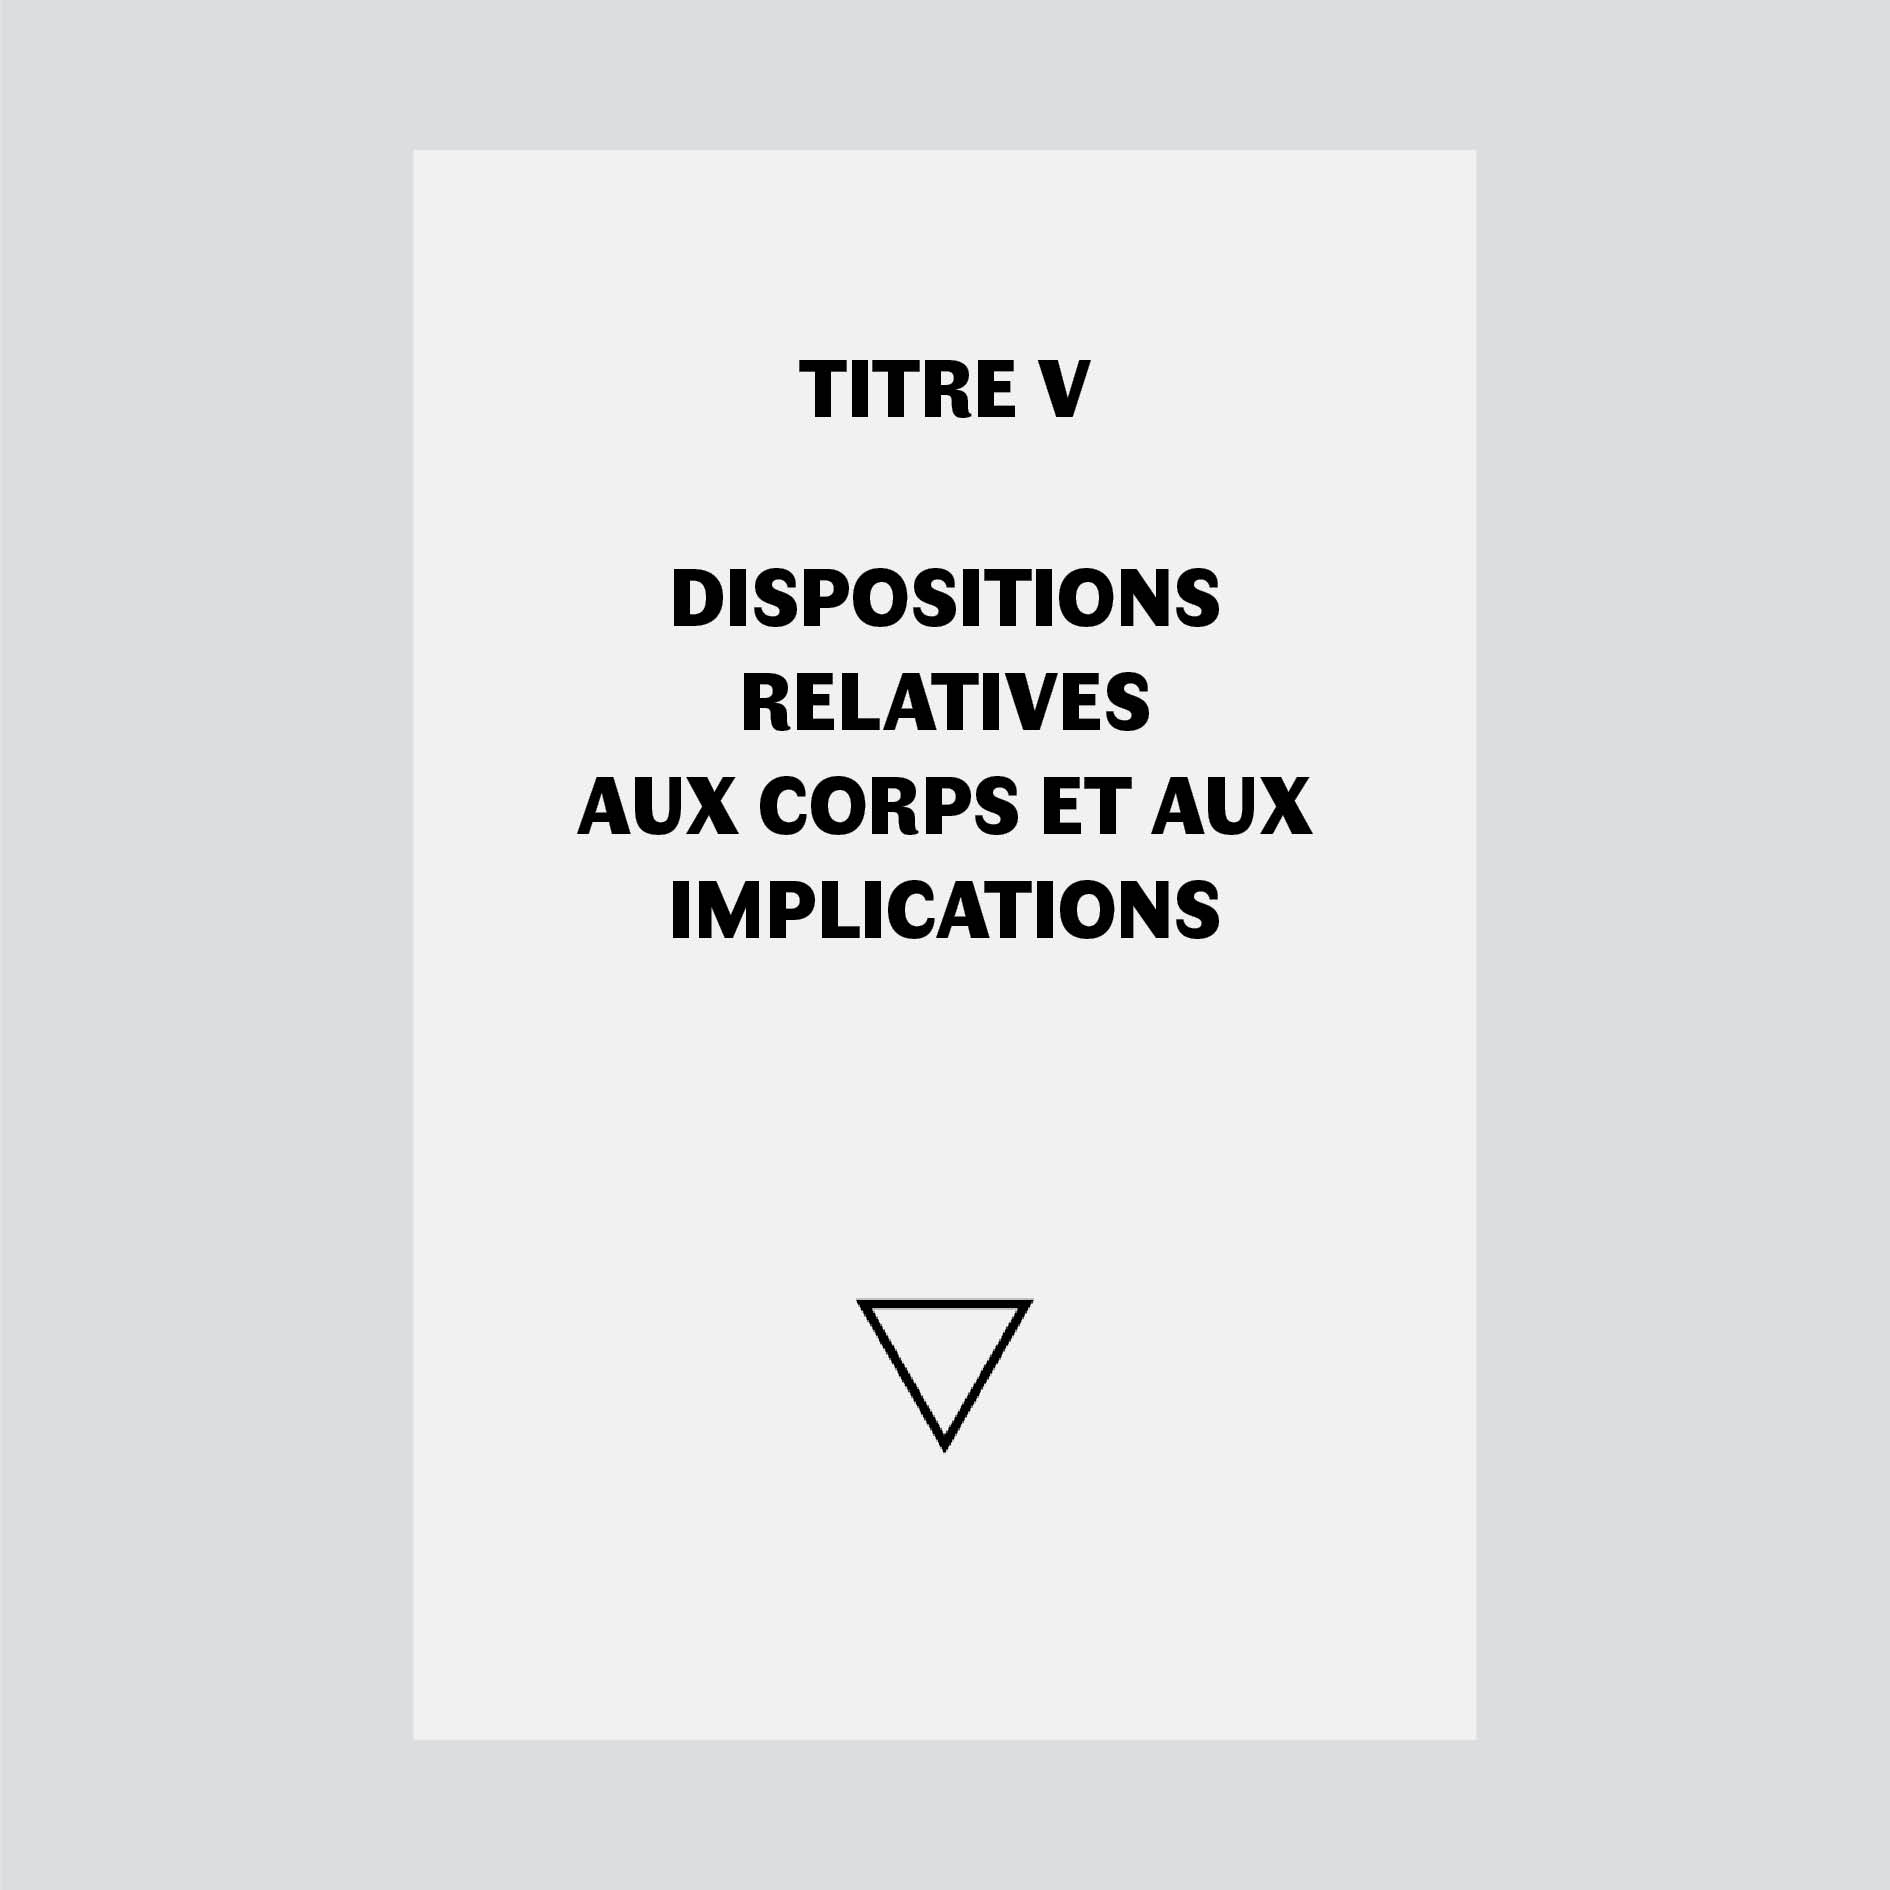 TITRE V
DISPOSITIONS
RELATIVES
AUX CORPS ET AUX
IMPLICATIONS